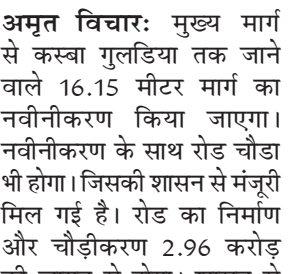 अमृत विचारः मुख्य मार्ग
से कस्बा गुलडिया तक जाने
वाले 16.15 मीटर मार्ग का
नवीनीकरण किया जाएगा।
नवीनीकरण के साथ रोड चौडा
भी होगा। जिसकी शासन से मंजूरी
मिल गई है। रोड का निर्माण
और चौड़ीकरण 2.96 करोड़